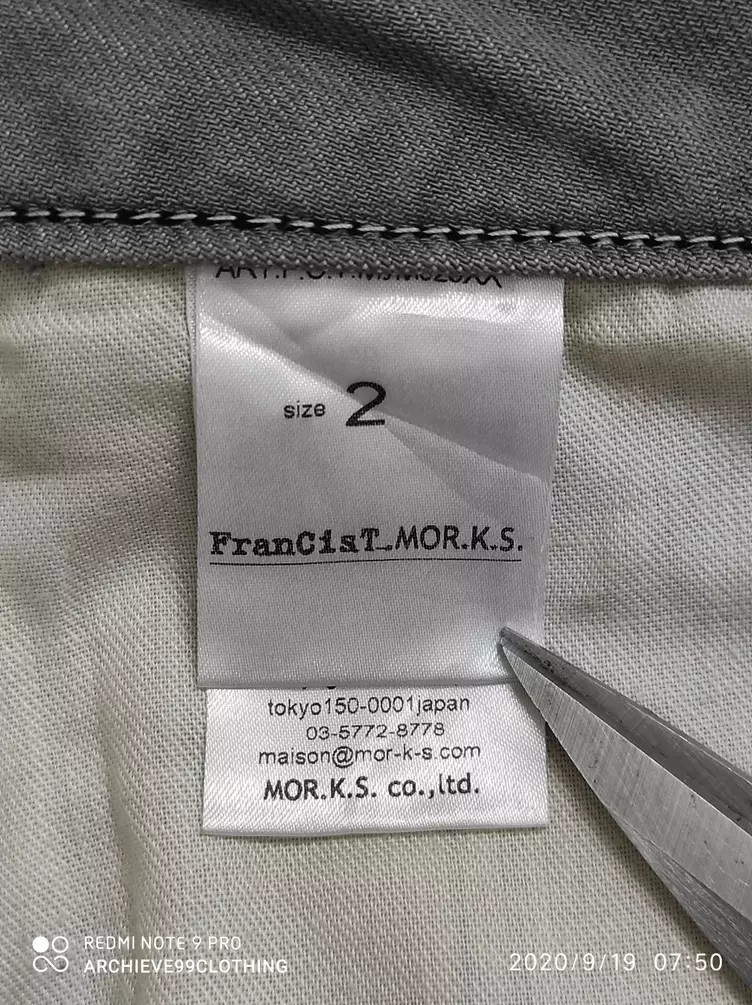 size 2
FranCisT_MOR.K.S.
tokyo150-0001japan
03-5772-8778
maison@mor-k-s.com
MOR.K.S. co.,ltd.
REDMI NOTE 9 PRO
ARCHIEVE99CLOTHING
2020/9/19 07:50